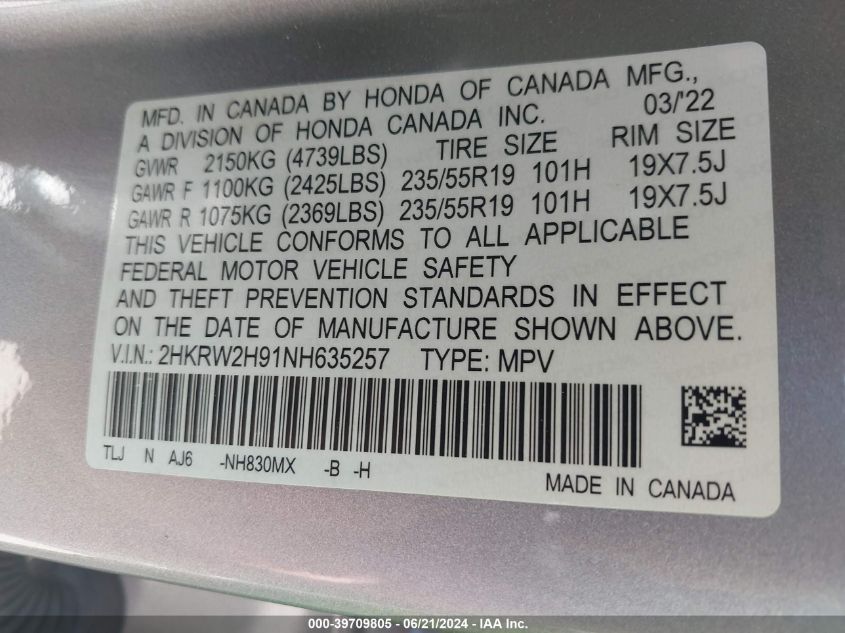 MFD. IN CANADA BY HONDA OF CANADA MFG.,
A DIVISION OF HONDA CANADA INC. 03/'22
GVWR 2150KG (4739LBS) TIRE SIZE RIM SIZE
GAWR F 1100KG (2425LBS) 235/55R19 101H 19X7.5J
GAWR R 1075KG (2369LBS) 235/55R19 101H 19X7.5J
THIS VEHICLE CONFORMS TO ALL APPLICABLE
FEDERAL MOTOR VEHICLE SAFETY
AND THEFT PREVENTION STANDARDS IN EFFECT
ON THE DATE OF MANUFACTURE SHOWN ABOVE.
V.I.N.: 2HKRW2H91NH635257 TYPE: MPV
TLJ N AJ6 -NH830MX -B -H
MADE IN CANADA
000-39709805 - 06/21/2024 - IAA Inc.